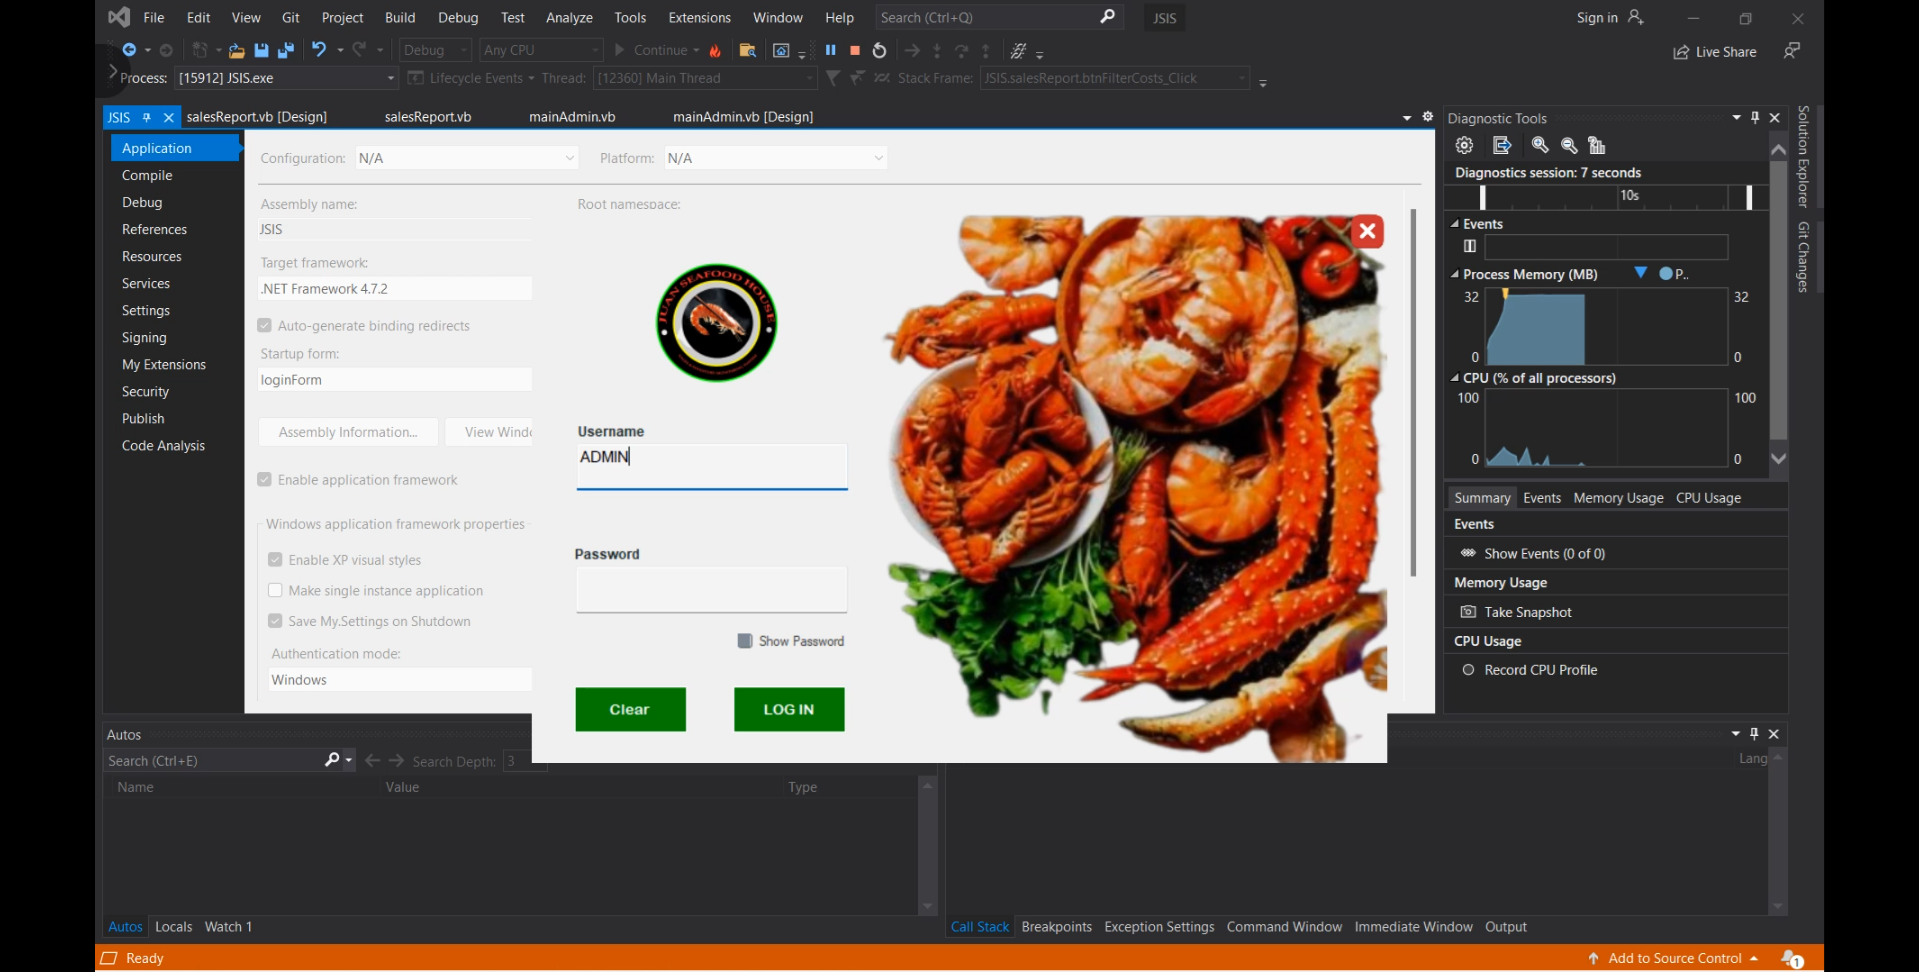 File Edit View Git Project Build Debug Test Analyze Tools Extensions Window Help Search (Ctrl+Q) JSIS Sign in
Debug Any CPU Continue Live Share
Process: [15912] JSIS.exe Lifecycle Events Thread: [12360] Main Thread Stack Frame: JSIS.salesReport.btnFilterCosts_Click
JSIS salesReport.vb [Design] salesReport.vb mainAdmin.vb mainAdmin.vb [Design]
Application
Compile
Debug
References
Resources
Services
Settings
Signing
My Extensions
Security
Publish
Code Analysis
Configuration: N/A Platform: N/A
Assembly name: Root namespace:
JSIS
Target framework:
.NET Framework 4.7.2
Auto-generate binding redirects
Startup form:
loginForm
Assembly Information... View Windo
Enable application framework
Windows application framework properties
Enable XP visual styles
Make single instance application
Save My.Settings on Shutdown
Authentication mode:
Windows
JUAN SEAFOOD HOUSE
Username
ADMIN
Password
Show Password
Clear LOG IN
Diagnostic Tools
Diagnostics session: 7 seconds
10s
Events
Process Memory (MB) P..
32 32
0 0
CPU (% of all processors)
100 100
0 0
Summary Events Memory Usage CPU Usage
Events
Show Events (0 of 0)
Memory Usage
Take Snapshot
CPU Usage
Record CPU Profile
Solution Explorer
Git Changes
Autos
Search (Ctrl+E) Search Depth: 3
Name Value Type
Lang
Autos Locals Watch 1
Call Stack Breakpoints Exception Settings Command Window Immediate Window Output
Ready Add to Source Control 1